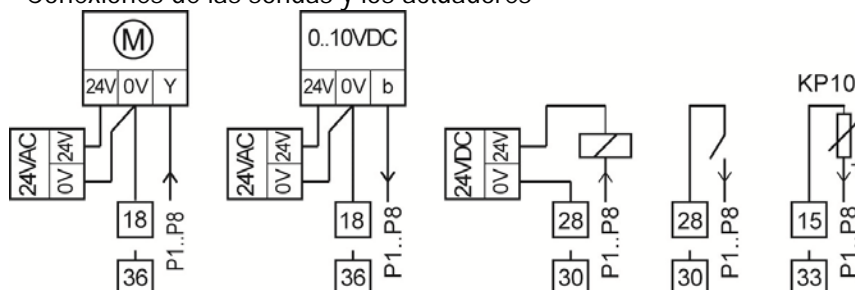 Conexiones de las sondas y los actuadores
M
24V 0V Y
24VAC
0V 24V
18
36
P1..P8
0..10VDC
24V 0V b
24VAC
0V 24V
18
36
P1..P8
24VDC
0V 24V
28
30
P1..P8
28
30
P1..P8
KP10
15
33
P1..P8